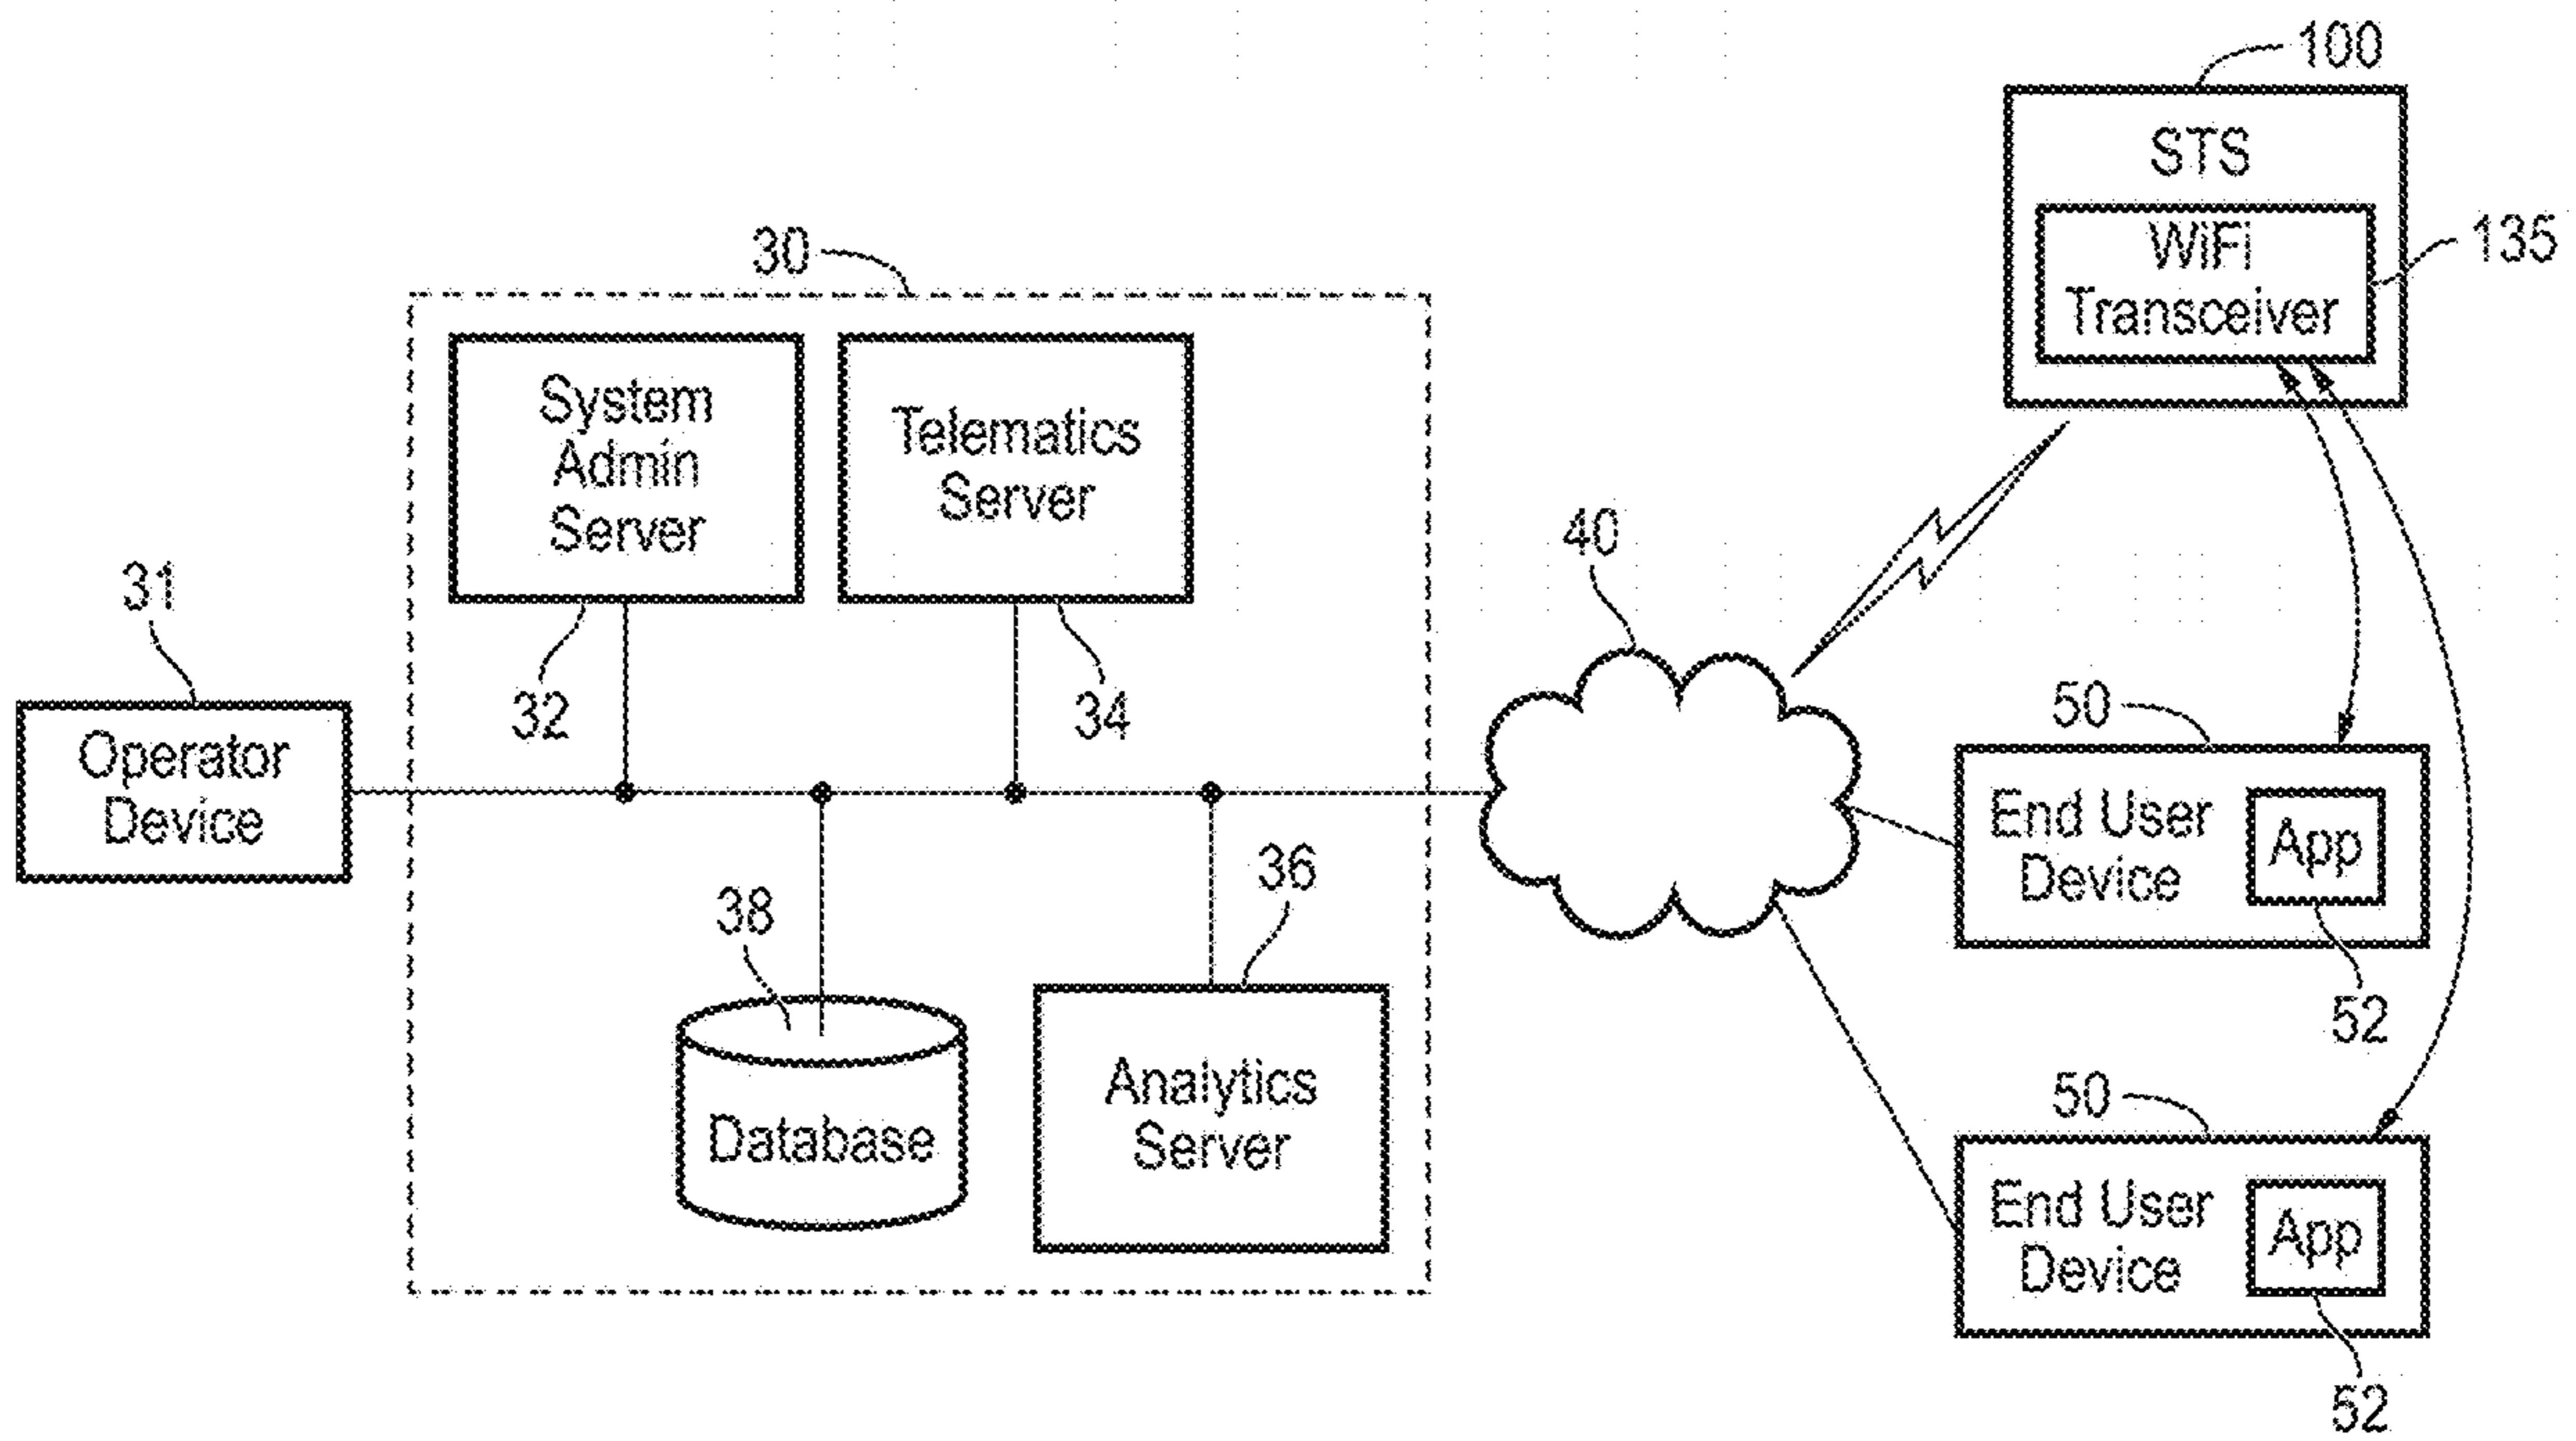 100
STS
WiFi
Transceiver
135
30
System
Admin
Server
Telematics
Server
40
31
32
34
50
Operator
Device
End User
Device
App
36
38
52
Analytics
Server
Database
50
End User
Device
App
52